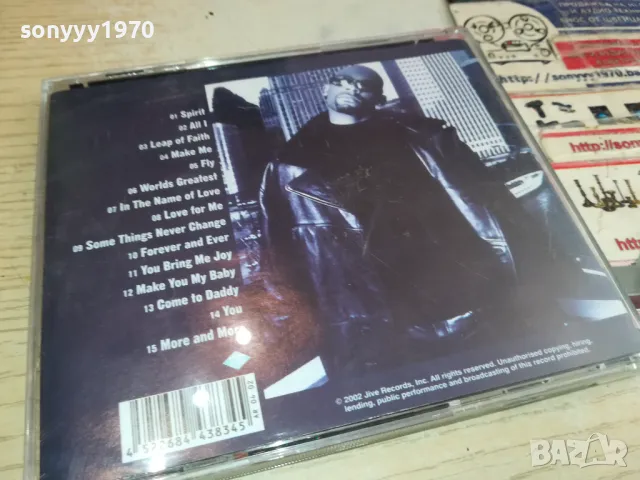 sonyyy1970
01 Spirit
02 All I
03 Leap of Faith
04 Make Me
05 Fly
06 Worlds Greatest
07 In The Name of Love
08 Love for Me
09 Some Things Never Change
10 Forever and Ever
11 You Bring Me Joy
12 Make You My Baby
13 Come to Daddy
14 You
15 More and More
© 2002 Jive Records, Inc. All rights reserved. Unauthorised copying, hiring,
lending, public performance and broadcasting of this record prohibited.
AR 04 02
438345
http://sonyyy1970.b
http://son
BAZAR